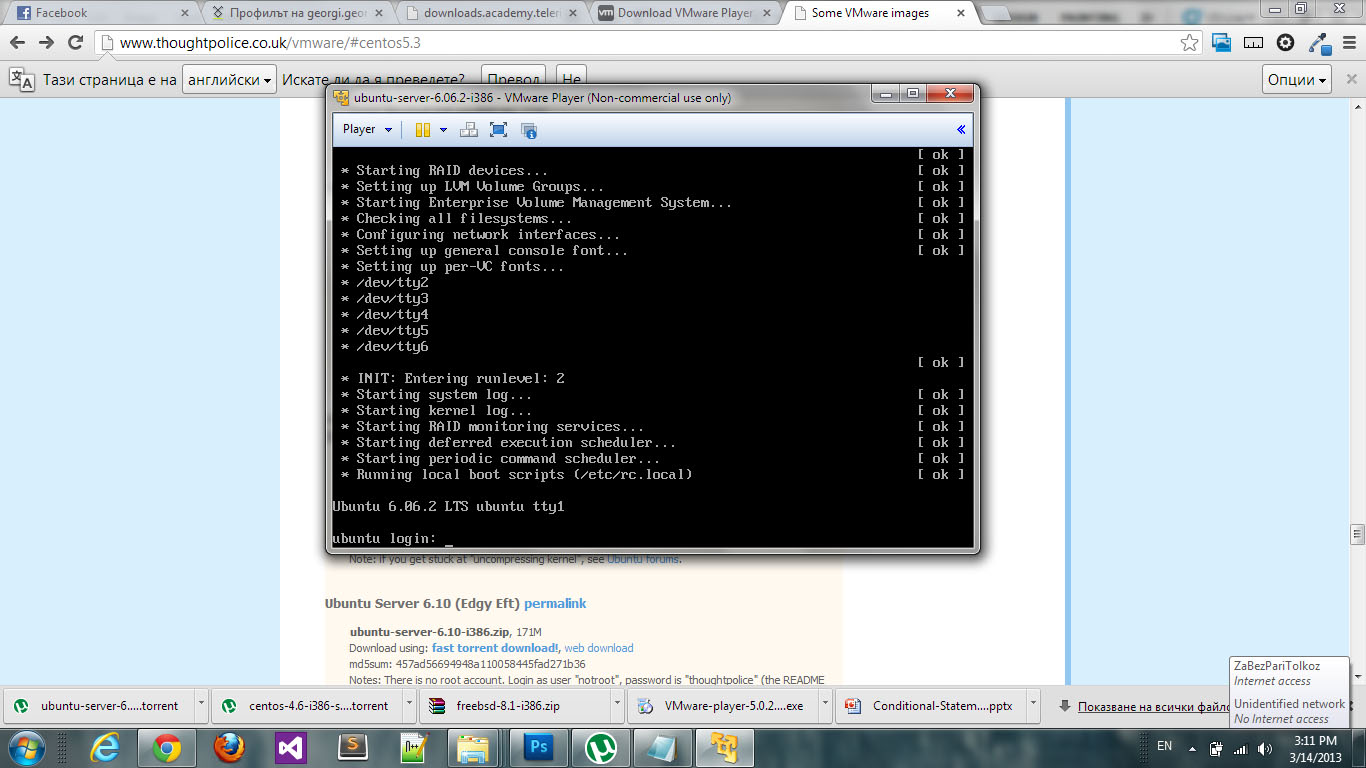 Facebook
Профилът на georgi.geor
downloads.academy.teleri
Download VMware Player
Some VMware images
www.thoughtpolice.co.uk/vmware/#centos5.3
Тази страница е на английски Искате ли да я преведете? Превод Не Опции
ubuntu-server-6.06.2-i386 - VMware Player (Non-commercial use only)
Player
[ ok ]
* Starting RAID devices... [ ok ]
* Setting up LVM Volume Groups... [ ok ]
* Starting Enterprise Volume Management System... [ ok ]
* Checking all filesystems... [ ok ]
* Configuring network interfaces... [ ok ]
* Setting up general console font... [ ok ]
* Setting up per-VC fonts...
* /dev/tty2
* /dev/tty3
* /dev/tty4
* /dev/tty5
* /dev/tty6
[ ok ]
* INIT: Entering runlevel: 2
* Starting system log... [ ok ]
* Starting kernel log... [ ok ]
* Starting RAID monitoring services... [ ok ]
* Starting deferred execution scheduler... [ ok ]
* Starting periodic command scheduler... [ ok ]
* Running local boot scripts (/etc/rc.local) [ ok ]
Ubuntu 6.06.2 LTS ubuntu tty1
ubuntu login: _
Note: if you get stuck at "uncompressing kernel", see Ubuntu forums.
Ubuntu Server 6.10 (Edgy Eft) permalink
ubuntu-server-6.10-i386.zip, 171M
Download using: fast torrent download!, web download
md5sum: 457ad56694948a110058445fad271b36
Notes: There is no root account. Login as user "notroot", password is "thoughtpolice" (the README
ZaBezPariTolkoz
Internet access
Unidentified network
No Internet access
ubuntu-server-6....torrent
centos-4.6-i386-s....torrent
freebsd-8.1-i386.zip
VMware-player-5.0.2....exe
Conditional-Statem....pptx
Показване на всички файло
Ps
EN
3:11 PM
3/14/2013